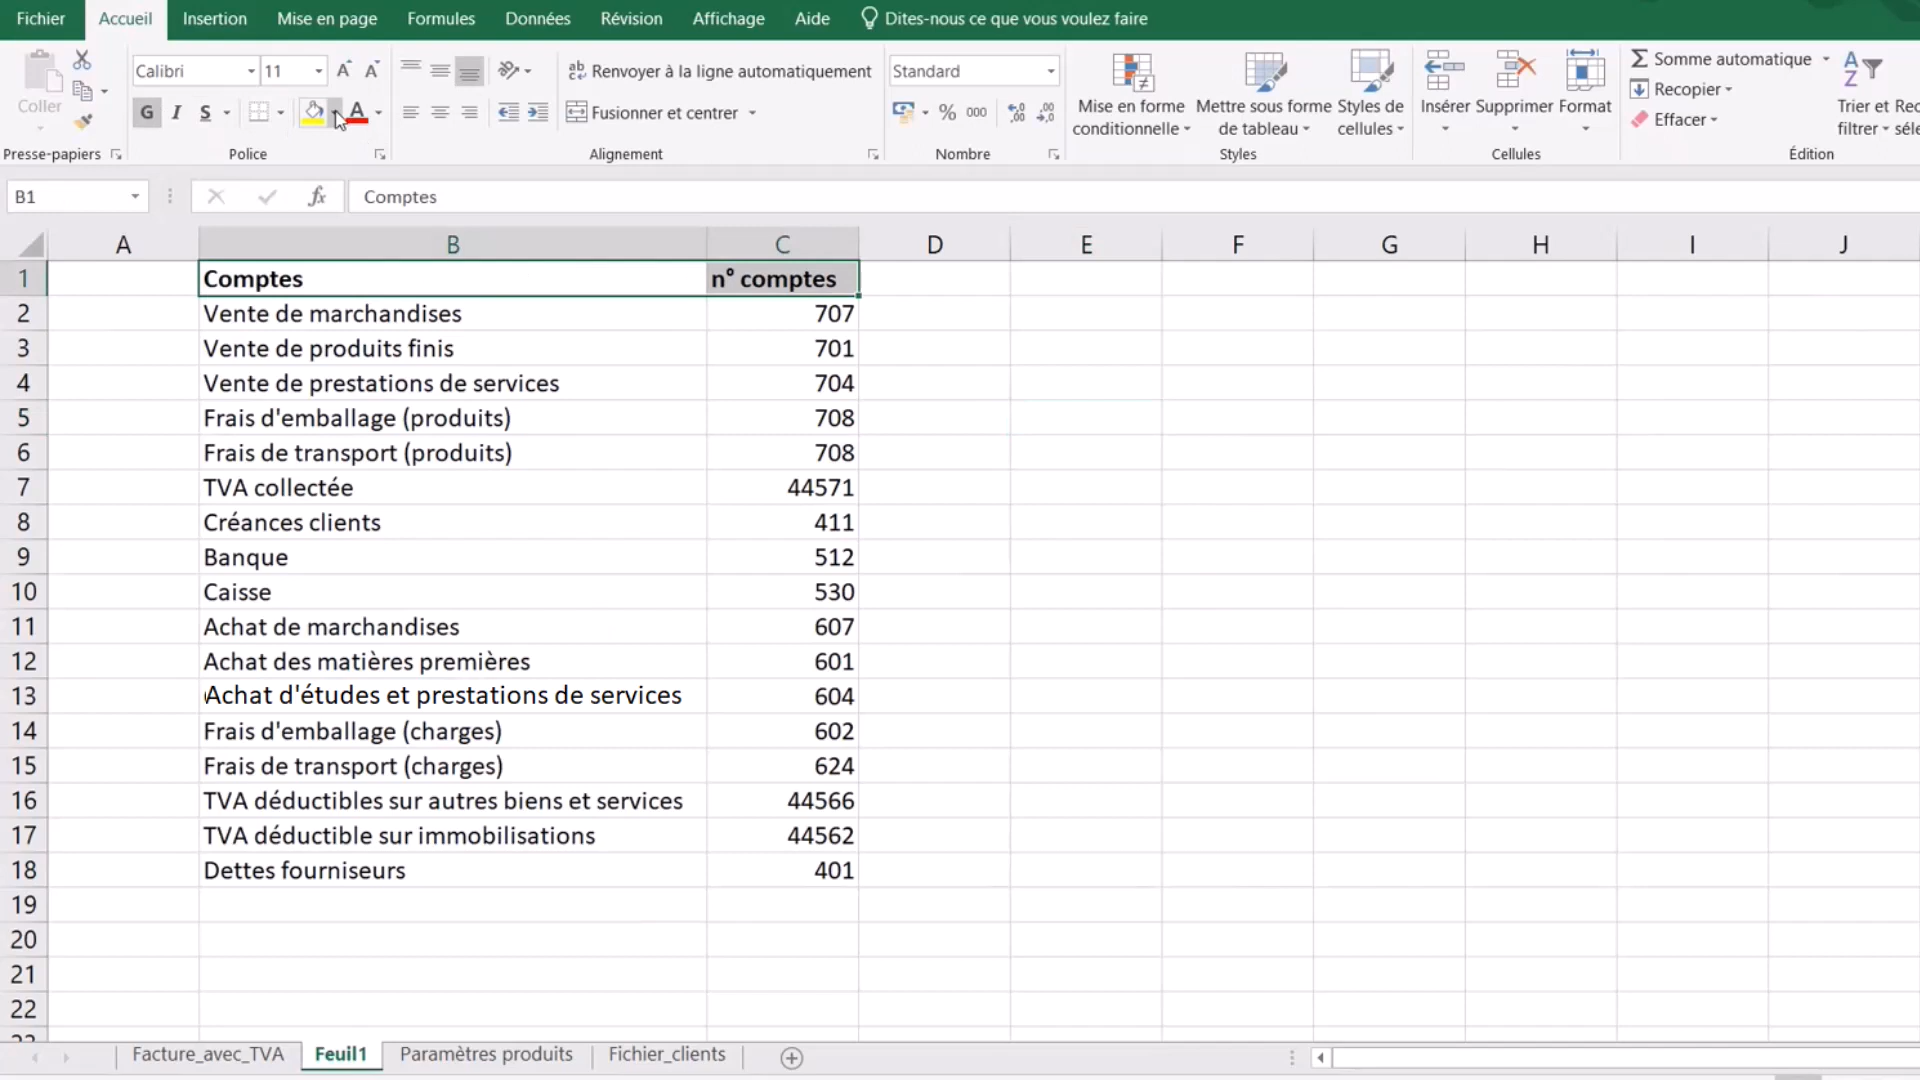 Fichier Accueil Insertion Mise en page Formules Données Révision Affichage Aide Dites-nous ce que vous voulez faire
Calibri 11 A A ab Renvoyer à la ligne automatiquement Standard Somme automatique
Coller G I S A Fusionner et centrer % 000 Mise en forme conditionnelle Mettre sous forme de tableau Styles de cellules Insérer Supprimer Format Recopier Effacer Trier et filtrer
Presse-papiers Police Alignement Nombre Styles Cellules Édition
B1 fx Comptes
A B C D E F G H I J
1 Comptes n° comptes
2 Vente de marchandises 707
3 Vente de produits finis 701
4 Vente de prestations de services 704
5 Frais d'emballage (produits) 708
6 Frais de transport (produits) 708
7 TVA collectée 44571
8 Créances clients 411
9 Banque 512
10 Caisse 530
11 Achat de marchandises 607
12 Achat des matières premières 601
13 Achat d'études et prestations de services 604
14 Frais d'emballage (charges) 602
15 Frais de transport (charges) 624
16 TVA déductibles sur autres biens et services 44566
17 TVA déductible sur immobilisations 44562
18 Dettes fourniseurs 401
19
20
21
22
Facture_avec_TVA Feuil1 Paramètres produits Fichier_clients